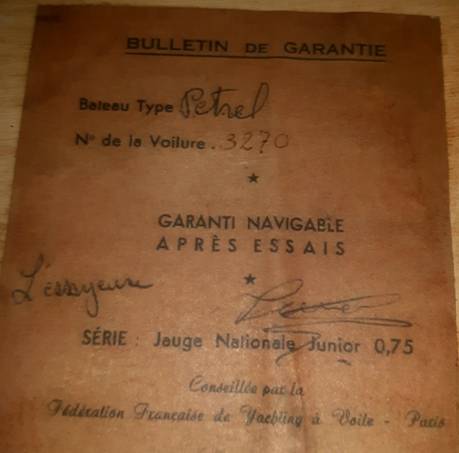 BULLETIN DE GARANTIE
Bateau Type Petrel
N° de la Voilure . 3270
★
GARANTI NAVIGABLE
APRÈS ESSAIS
★
L'essayeuse
SÉRIE : Jauge Nationale Junior 0,75
Conseillée par la
Fédération Française de Yachting à Voile - Paris